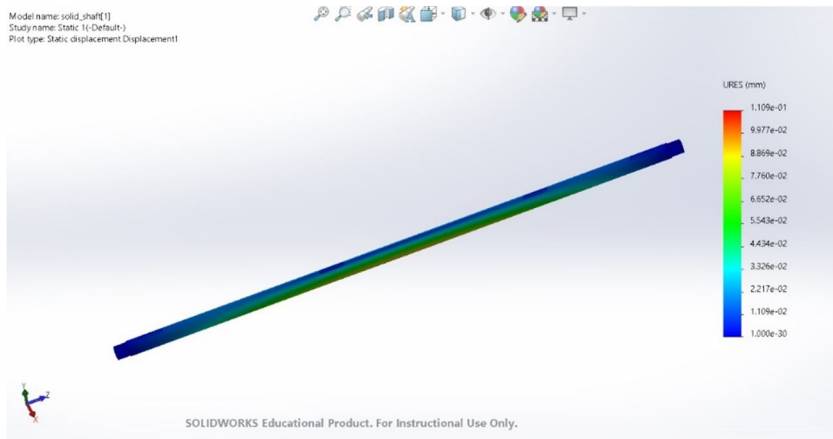 Model name: solid_shaft[1]
Study name: Static 1(-Default-)
Plot type: Static displacement Displacement1
URES (mm)
1.109e-01
9.977e-02
8.869e-02
7.760e-02
6.652e-02
5.543e-02
4.434e-02
3.326e-02
2.217e-02
1.109e-02
1.000e-30
Y
Z
X
SOLIDWORKS Educational Product. For Instructional Use Only.